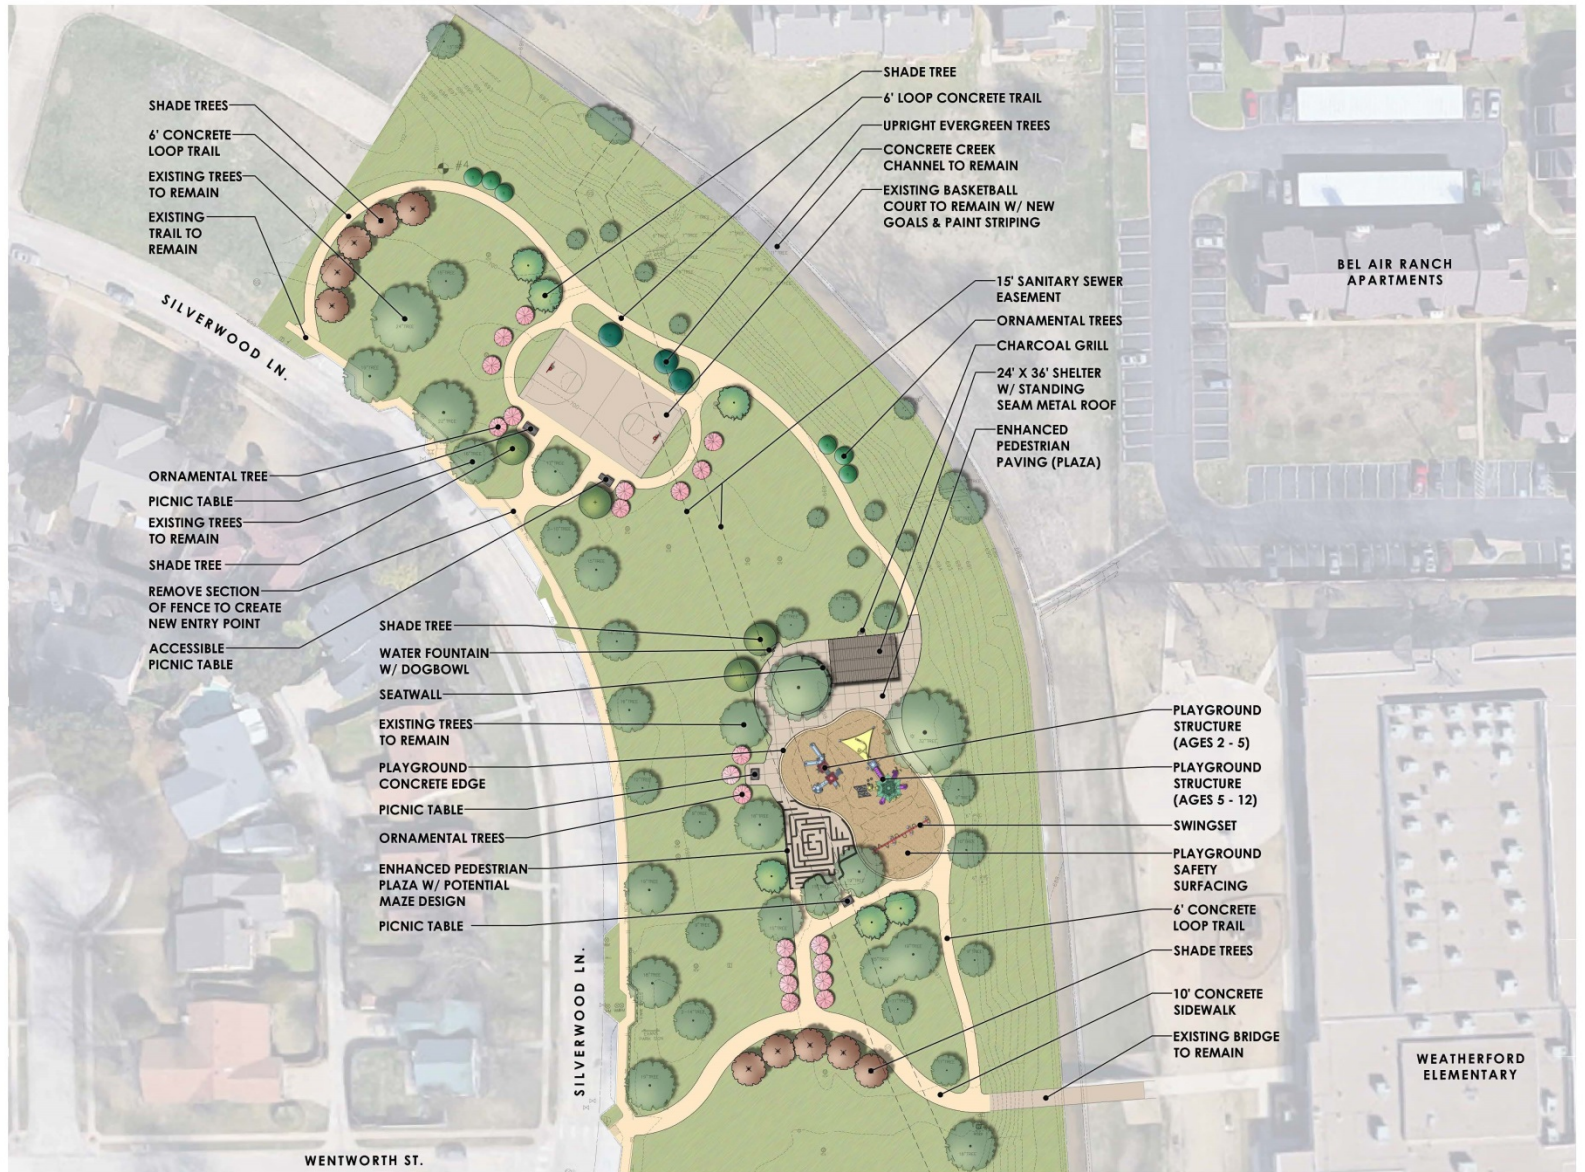 SHADE TREES
6' CONCRETE
LOOP TRAIL
EXISTING TREES
TO REMAIN
EXISTING
TRAIL TO
REMAIN
#4
SILVERWOOD LN.
SHADE TREE
6' LOOP CONCRETE TRAIL
UPRIGHT EVERGREEN TREES
CONCRETE CREEK
CHANNEL TO REMAIN
EXISTING BASKETBALL
COURT TO REMAIN W/ NEW
GOALS & PAINT STRIPING
BEL AIR RANCH
APARTMENTS
15' SANITARY SEWER
EASEMENT
ORNAMENTAL TREES
CHARCOAL GRILL
24' X 36' SHELTER
W/ STANDING
SEAM METAL ROOF
ENHANCED
PEDESTRIAN
PAVING (PLAZA)
ORNAMENTAL TREE
PICNIC TABLE
EXISTING TREES
TO REMAIN
SHADE TREE
REMOVE SECTION
OF FENCE TO CREATE
NEW ENTRY POINT
ACCESSIBLE
PICNIC TABLE
SHADE TREE
WATER FOUNTAIN
W/ DOGBOWL
SEATWALL
EXISTING TREES
TO REMAIN
PLAYGROUND
CONCRETE EDGE
PICNIC TABLE
ORNAMENTAL TREES
ENHANCED PEDESTRIAN
PLAZA W/ POTENTIAL
MAZE DESIGN
PICNIC TABLE
PLAYGROUND
STRUCTURE
(AGES 2 - 5)
PLAYGROUND
STRUCTURE
(AGES 5 - 12)
SWINGSET
PLAYGROUND
SAFETY
SURFACING
6' CONCRETE
LOOP TRAIL
SHADE TREES
10' CONCRETE
SIDEWALK
EXISTING BRIDGE
TO REMAIN
SILVERWOOD LN.
WEATHERFORD
ELEMENTARY
WENTWORTH ST.